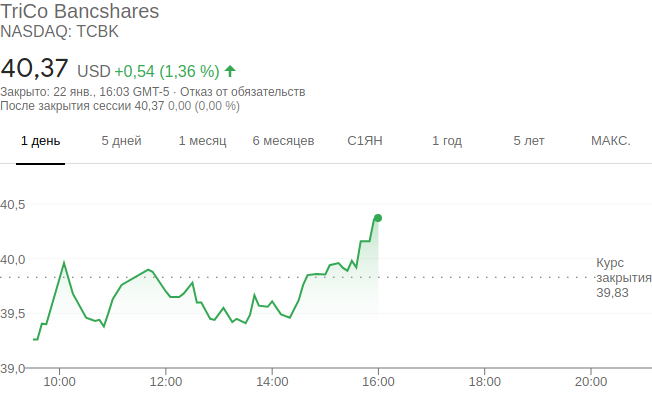 TriCo Bancshares
NASDAQ: TCBK
40,37 USD +0,54 (1,36 %)
Закрыто: 22 янв., 16:03 GMT-5 · Отказ от обязательств
После закрытия сессии 40,37 0,00 (0,00 %)
1 день 5 дней 1 месяц 6 месяцев С1ЯН 1 год 5 лет МАКС.
40,5
40,0
Курс
закрытия
39,83
39,5
39,0
10:00 12:00 14:00 16:00 18:00 20:00